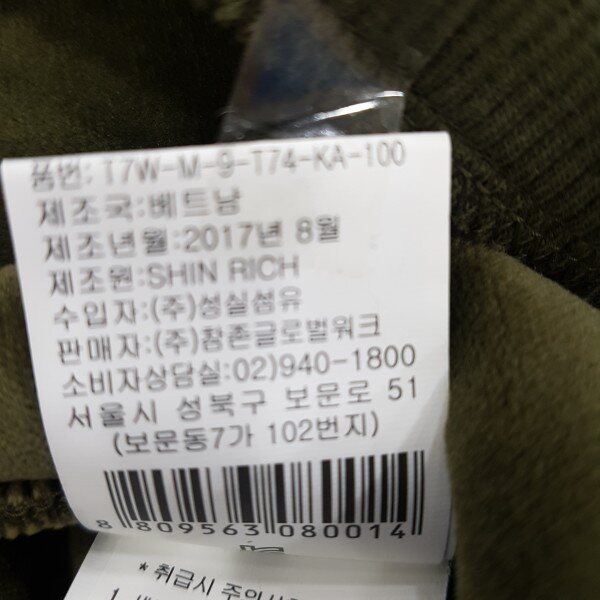 품번: T7W-M-9-T74-KA-100
제조국:베트남
제조년월:2017년 8월
제조원:SHIN RICH
수입자:(주)성실섬유
판매자:(주)참존글로벌워크
소비자상담실:02)940-1800
서울시 성북구 보문로 51
(보문동7가 102번지)
8 809563 080014
* 취급시 주의사